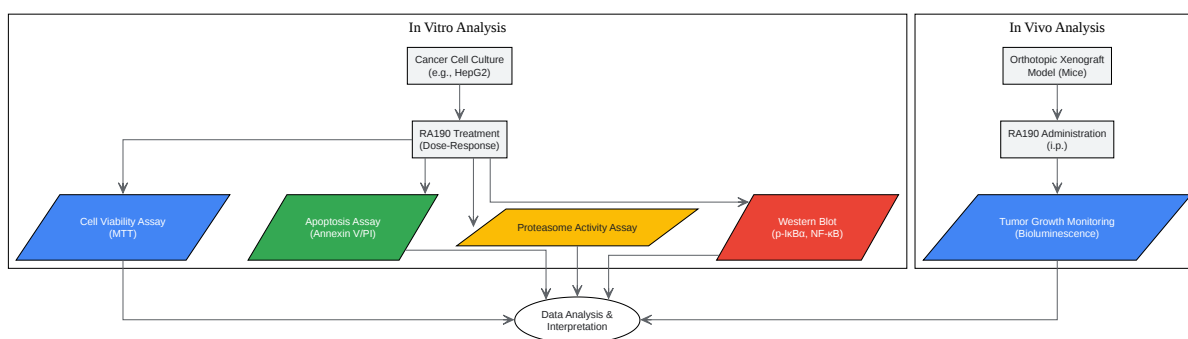 In Vitro Analysis
Cancer Cell Culture
(e.g., HepG2)
RA190 Treatment
(Dose-Response)
Cell Viability Assay
(MTT)
Apoptosis Assay
(Annexin V/PI)
Proteasome Activity Assay
Western Blot
(p-IκBα, NF-κB)
In Vivo Analysis
Orthotopic Xenograft
Model (Mice)
RA190 Administration
(i.p.)
Tumor Growth Monitoring
(Bioluminescence)
Data Analysis &
Interpretation